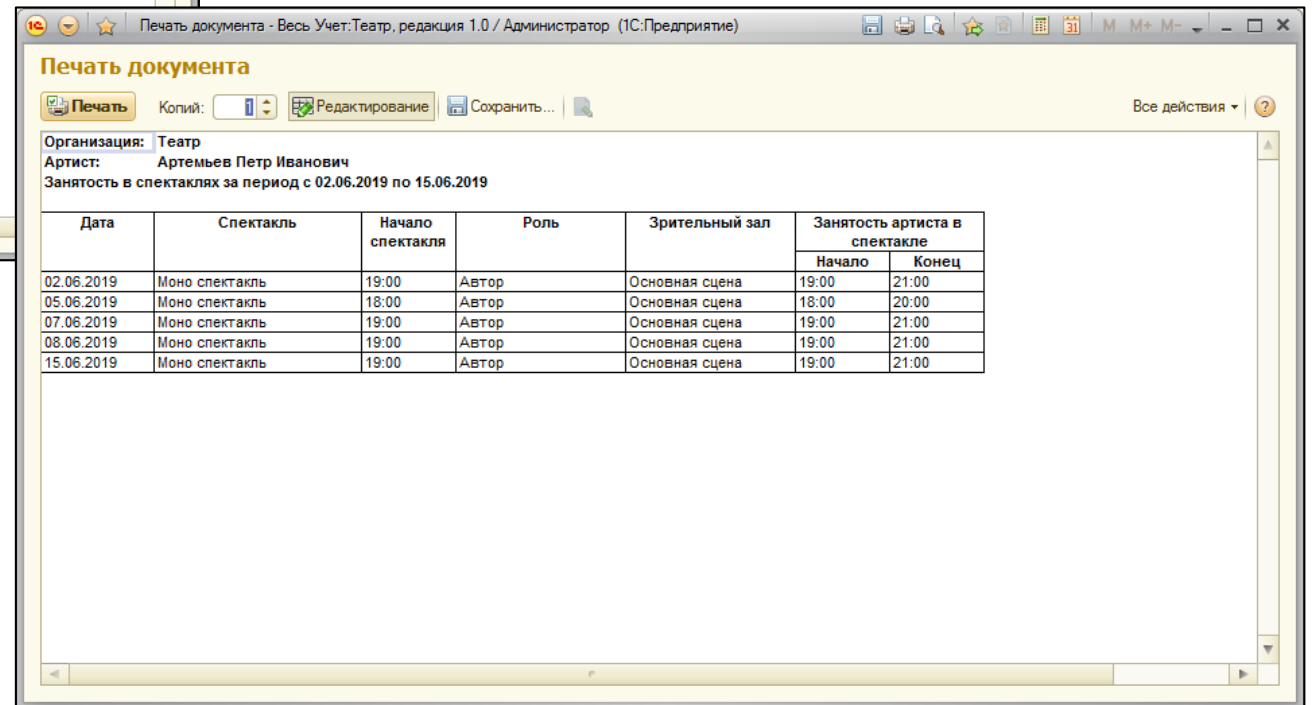 Печать документа - Весь Учет:Театр, редакция 1.0 / Администратор (1С:Предприятие)
31 M M+ M-
Печать документа
Печать Копий: 1 Редактирование Сохранить... Все действия ?
Организация: Театр
Артист: Артемьев Петр Иванович
Занятость в спектаклях за период с 02.06.2019 по 15.06.2019
Дата Спектакль Начало спектакля Роль Зрительный зал Занятость артиста в спектакле
Начало Конец
02.06.2019 Моно спектакль 19:00 Автор Основная сцена 19:00 21:00
05.06.2019 Моно спектакль 18:00 Автор Основная сцена 18:00 20:00
07.06.2019 Моно спектакль 19:00 Автор Основная сцена 19:00 21:00
08.06.2019 Моно спектакль 19:00 Автор Основная сцена 19:00 21:00
15.06.2019 Моно спектакль 19:00 Автор Основная сцена 19:00 21:00